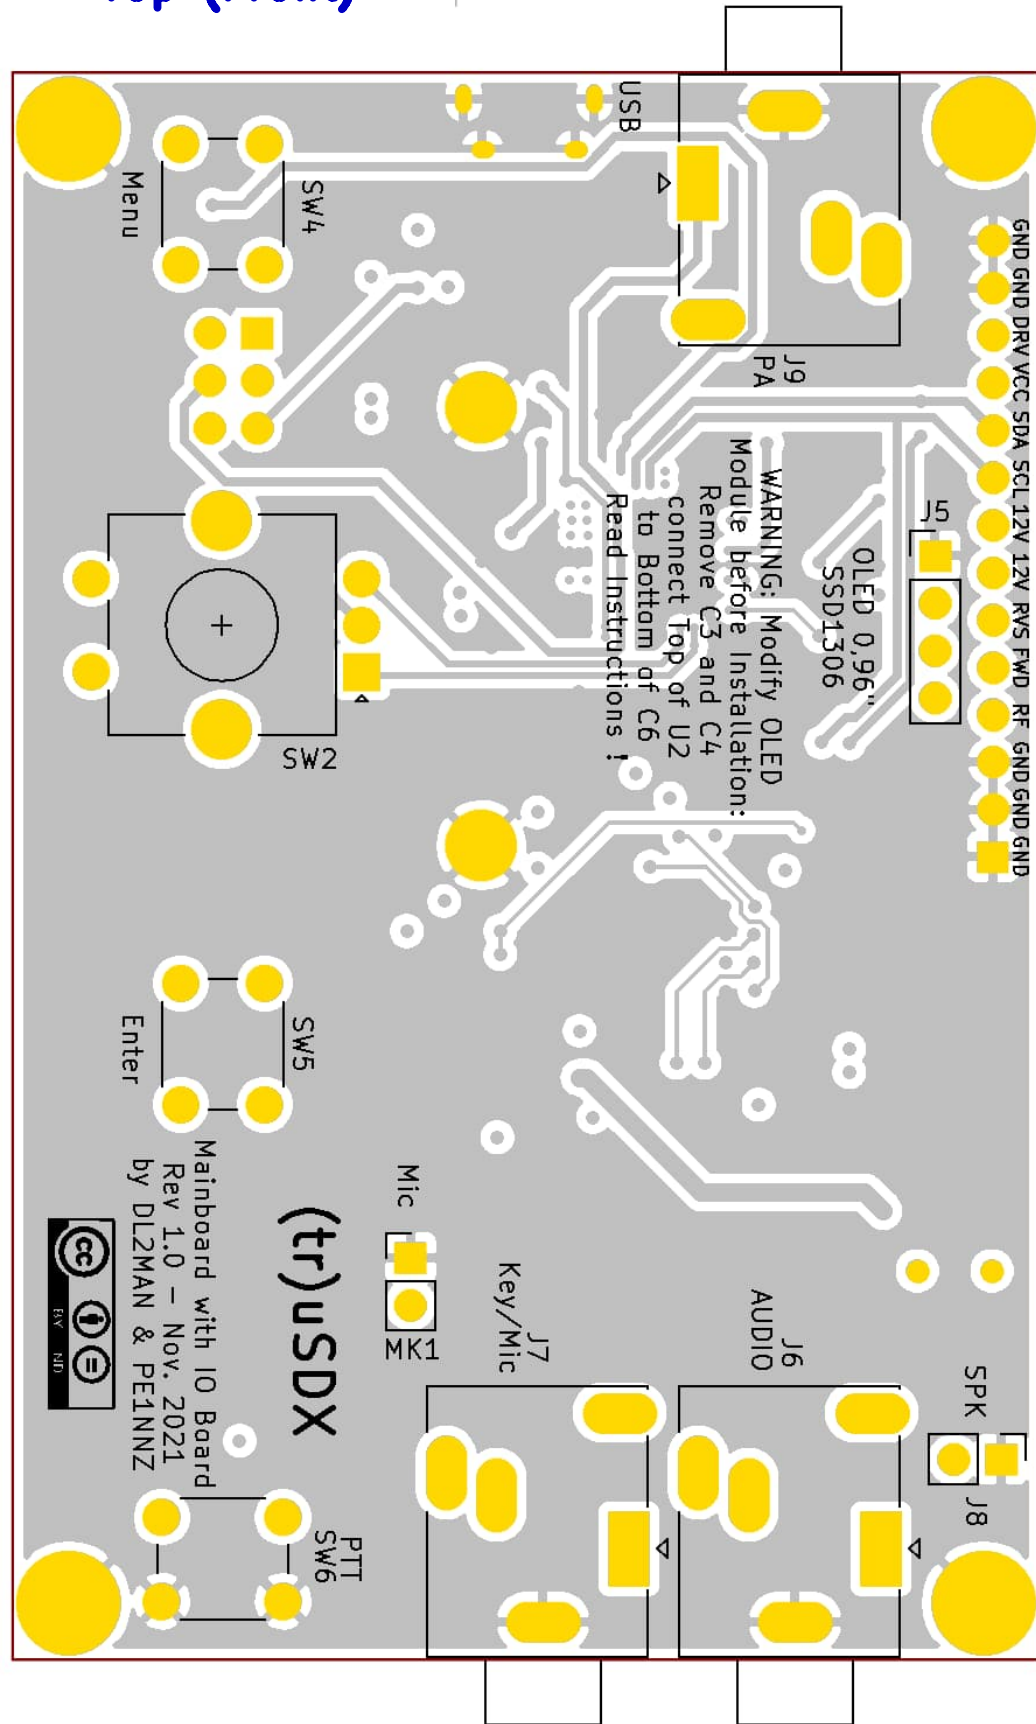 Top (Front)
USB
Menu
SW4
J9
PA
GND GND DRV VCC SDA SCL 12V 12V RVS FWD RF GND GND GND
WARNING: Modify OLED
Module before Installation:
Remove C3 and C4
connect Top of U2
to Bottom of C6
Read Instructions !
J5
OLED 0,96"
SSD1306
SW2
SW5
Enter
Mainboard with IO Board
Rev 1.0 – Nov. 2021
by DL2MAN & PE1NNZ
cc
BY ND
(tr)uSDX
Mic
MK1
J7
Key/Mic
J6
AUDIO
SPK
J8
PTT
SW6